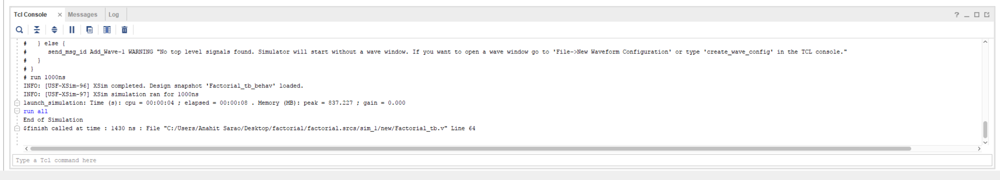 Tcl Console × Messages Log
#   } else {
#      send_msg_id Add_Wave-1 WARNING "No top level signals found. Simulator will start without a wave window. If you want to open a wave window go to 'File->New Waveform Configuration' or type 'create_wave_config' in the TCL console."
#   }
# }
# run 1000ns
INFO: [USF-XSim-96] XSim completed. Design snapshot 'Factorial_tb_behav' loaded.
INFO: [USF-XSim-97] XSim simulation ran for 1000ns
launch_simulation: Time (s): cpu = 00:00:04 ; elapsed = 00:00:08 . Memory (MB): peak = 837.227 ; gain = 0.000
run all
End of Simulation
$finish called at time : 1430 ns : File "C:/Users/Anahit Sarao/Desktop/factorial/factorial.srcs/sim_1/new/Factorial_tb.v" Line 64
Type a Tcl command here